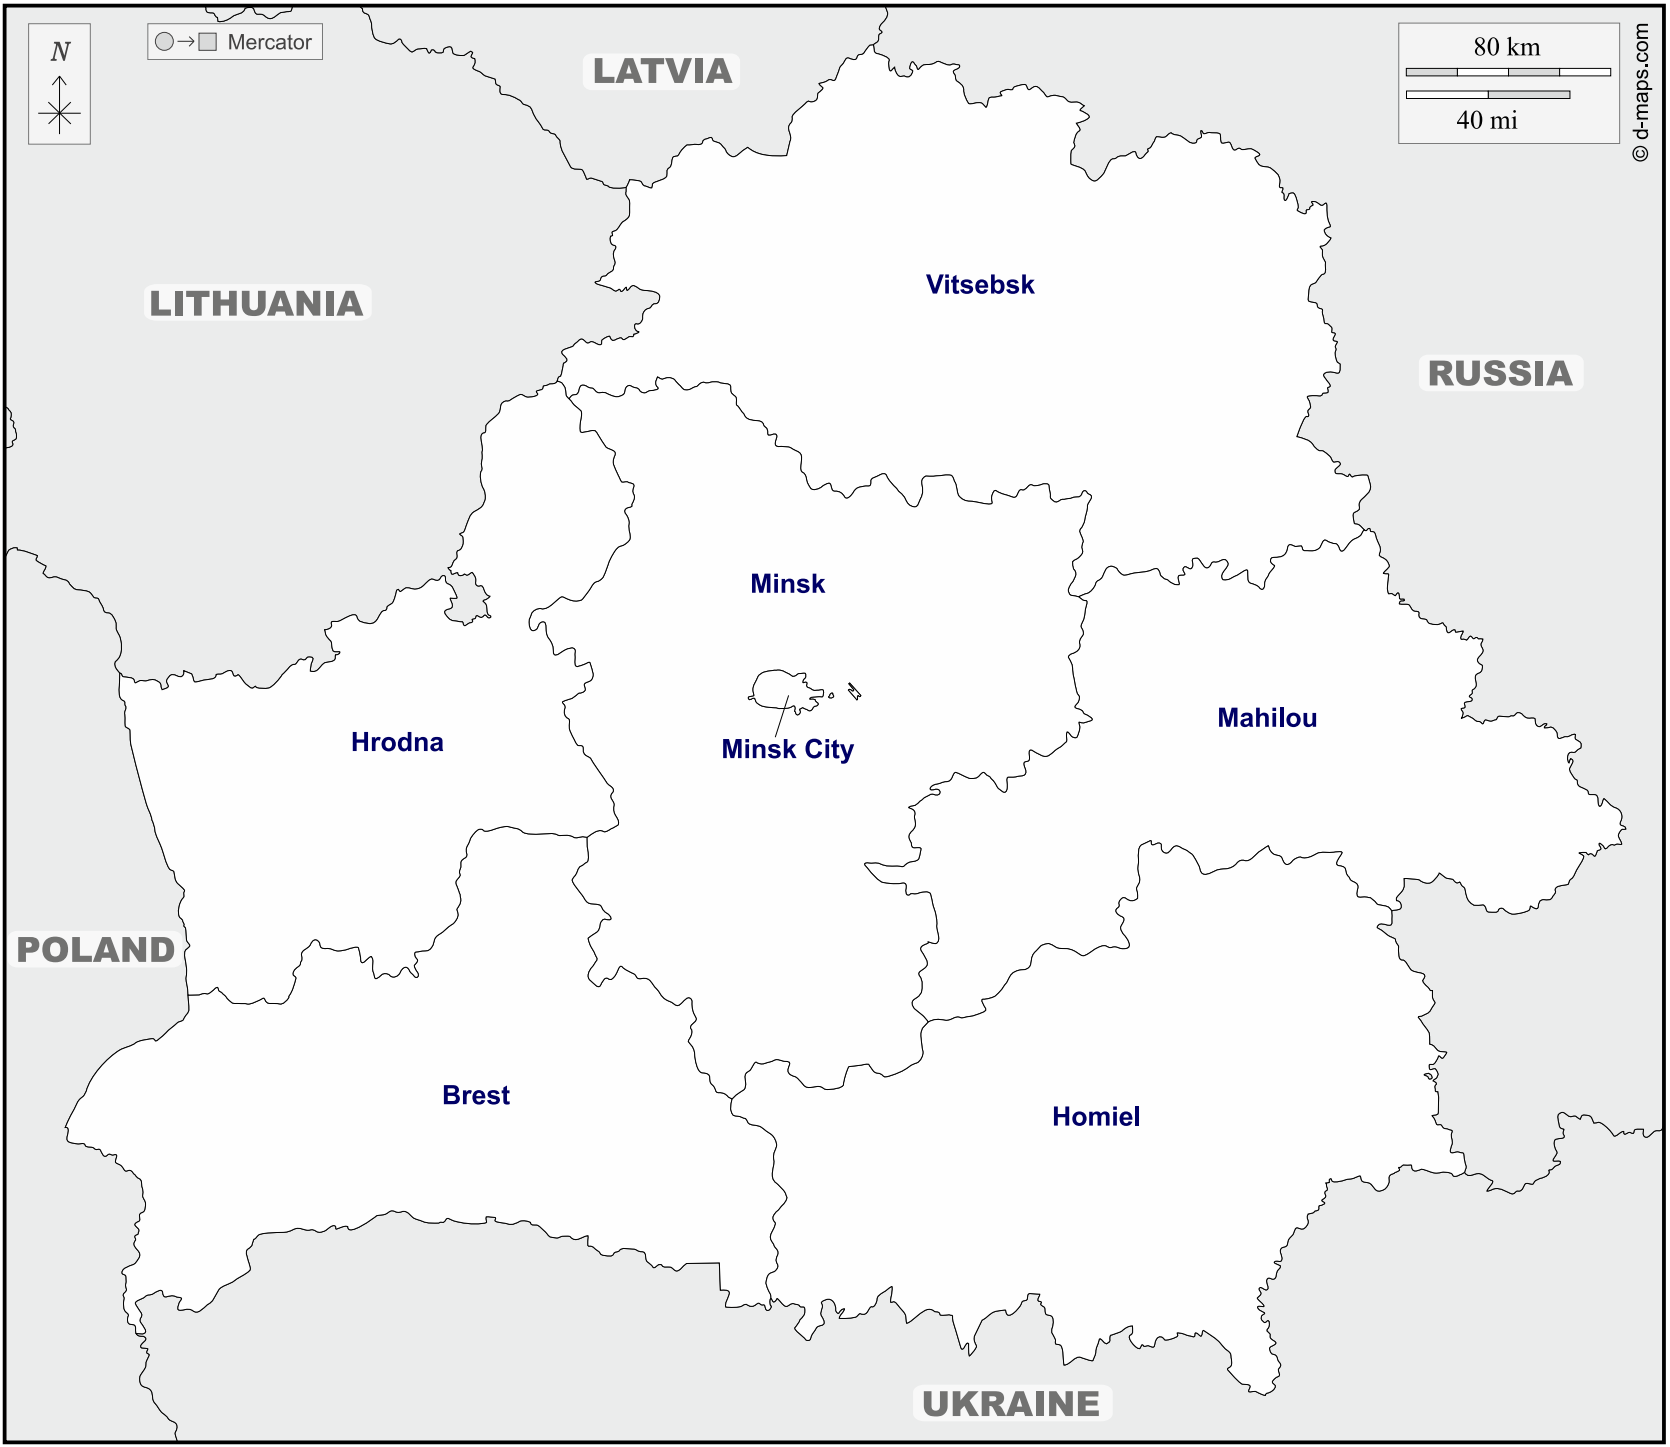 N
Mercator
80 km
40 mi
© d-maps.com
LATVIA
LITHUANIA
Vitsebsk
RUSSIA
Minsk
Mahilou
Hrodna
Minsk City
POLAND
Brest
Homiel
UKRAINE